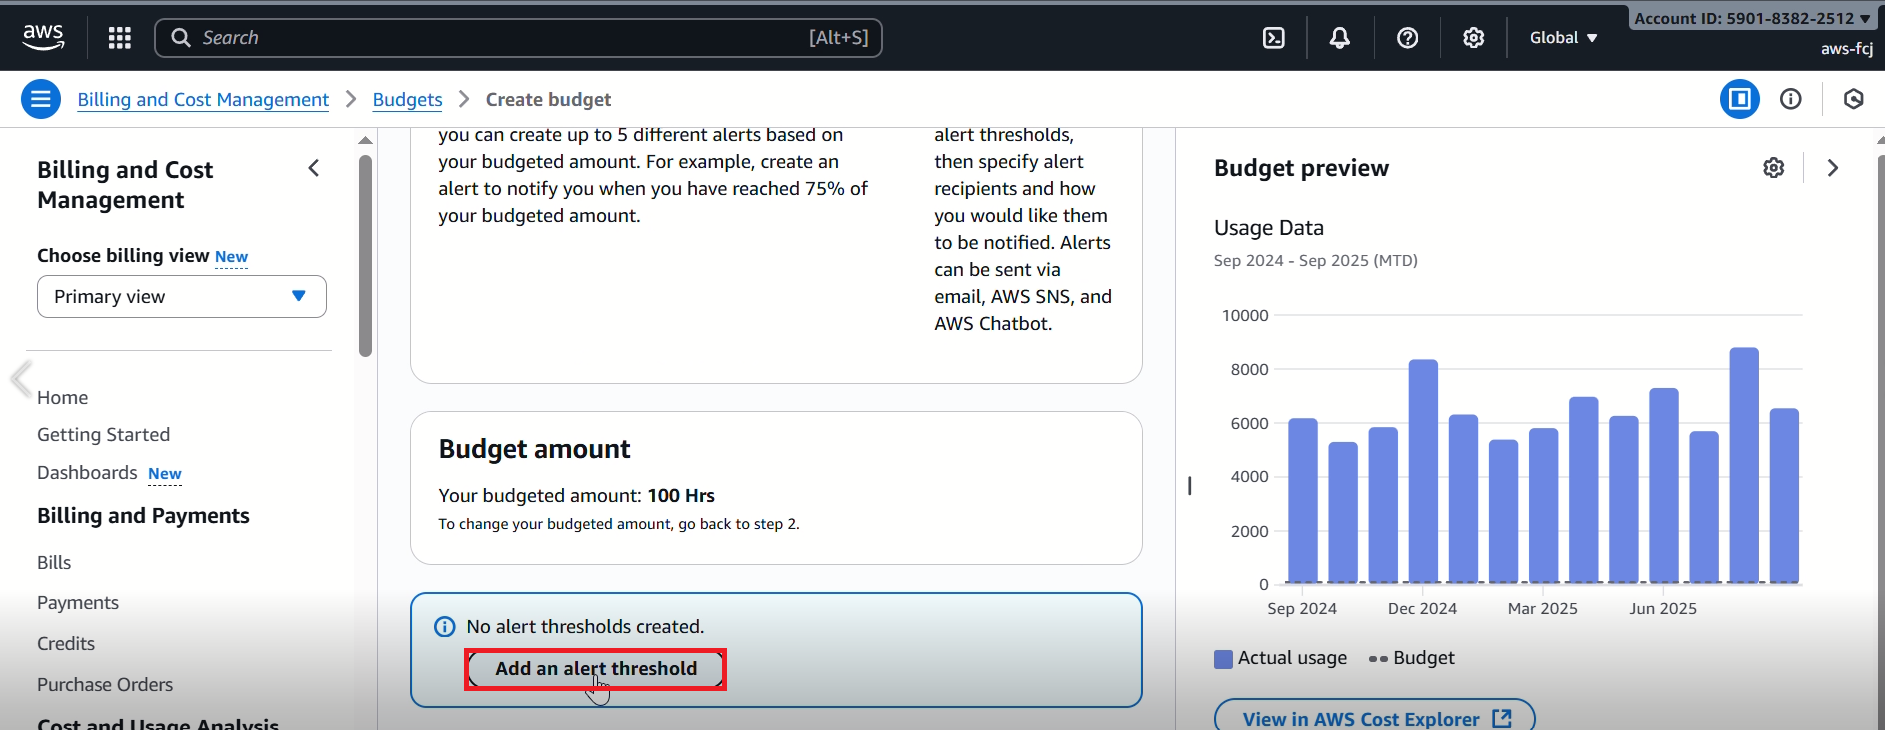 aws
Search
[Alt+S]
Global
Account ID: 5901-8382-2512
aws-fcj
Billing and Cost Management
Budgets
Create budget
Billing and Cost
Management
Choose billing view New
Primary view
Home
Getting Started
Dashboards New
Billing and Payments
Bills
Payments
Credits
Purchase Orders
Cost and Usage Analysis
you can create up to 5 different alerts based on
your budgeted amount. For example, create an
alert to notify you when you have reached 75% of
your budgeted amount.
alert thresholds,
then specify alert
recipients and how
you would like them
to be notified. Alerts
can be sent via
email, AWS SNS, and
AWS Chatbot.
Budget amount
Your budgeted amount: 100 Hrs
To change your budgeted amount, go back to step 2.
No alert thresholds created.
Add an alert threshold
Budget preview
Usage Data
Sep 2024 - Sep 2025 (MTD)
10000
8000
6000
4000
2000
0
Sep 2024
Dec 2024
Mar 2025
Jun 2025
Actual usage
Budget
View in AWS Cost Explorer